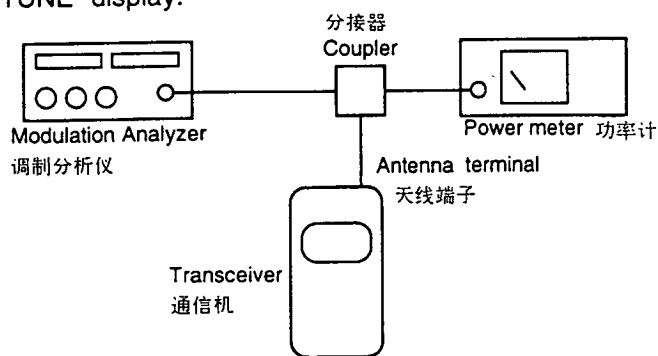 TUNE" display.
分接器
Coupler
Modulation Analyzer
调制分析仪
Power meter 功率计
Antenna terminal
天线端子
Transceiver
通信机